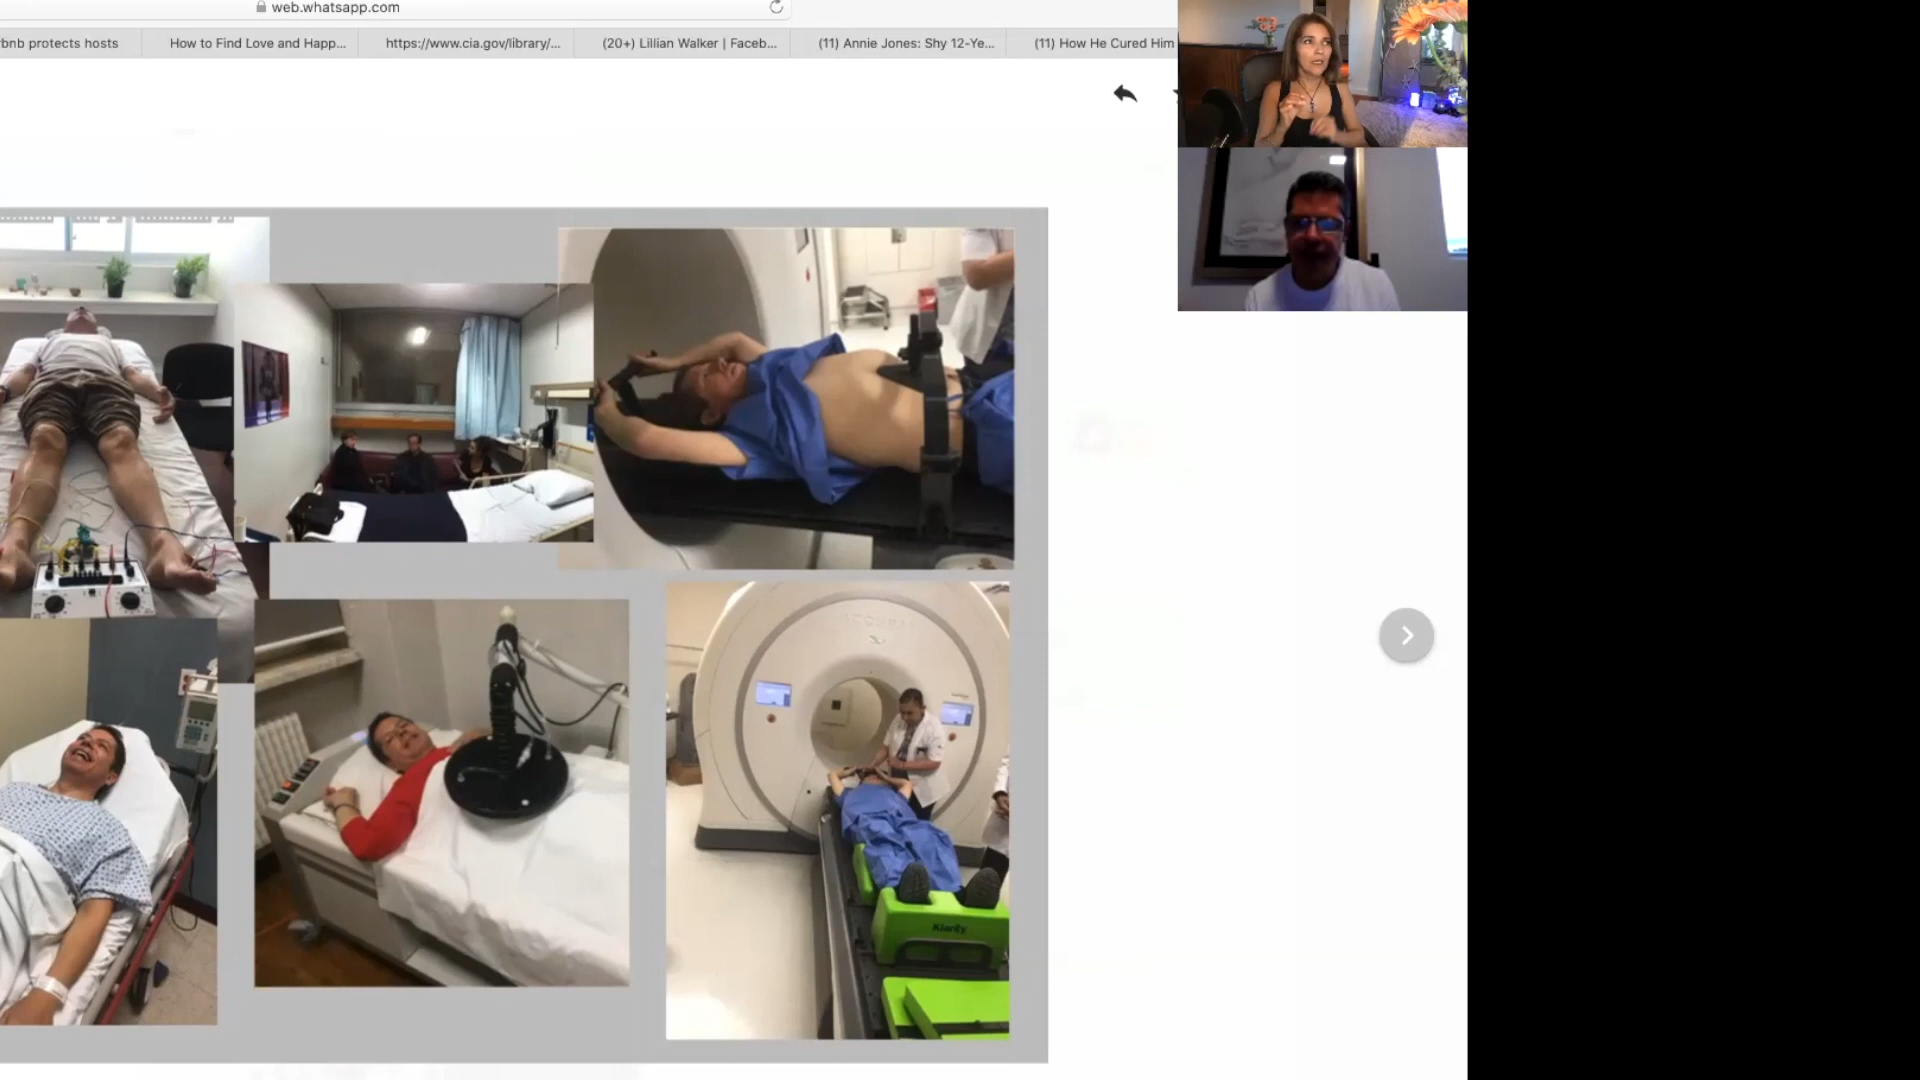 web.whatsapp.com
rbnb protects hosts
How to Find Love and Happ...
https://www.cia.gov/library/...
(20+) Lillian Walker | Faceb...
(11) Annie Jones: Shy 12-Ye...
(11) How He Cured Him
Klarity